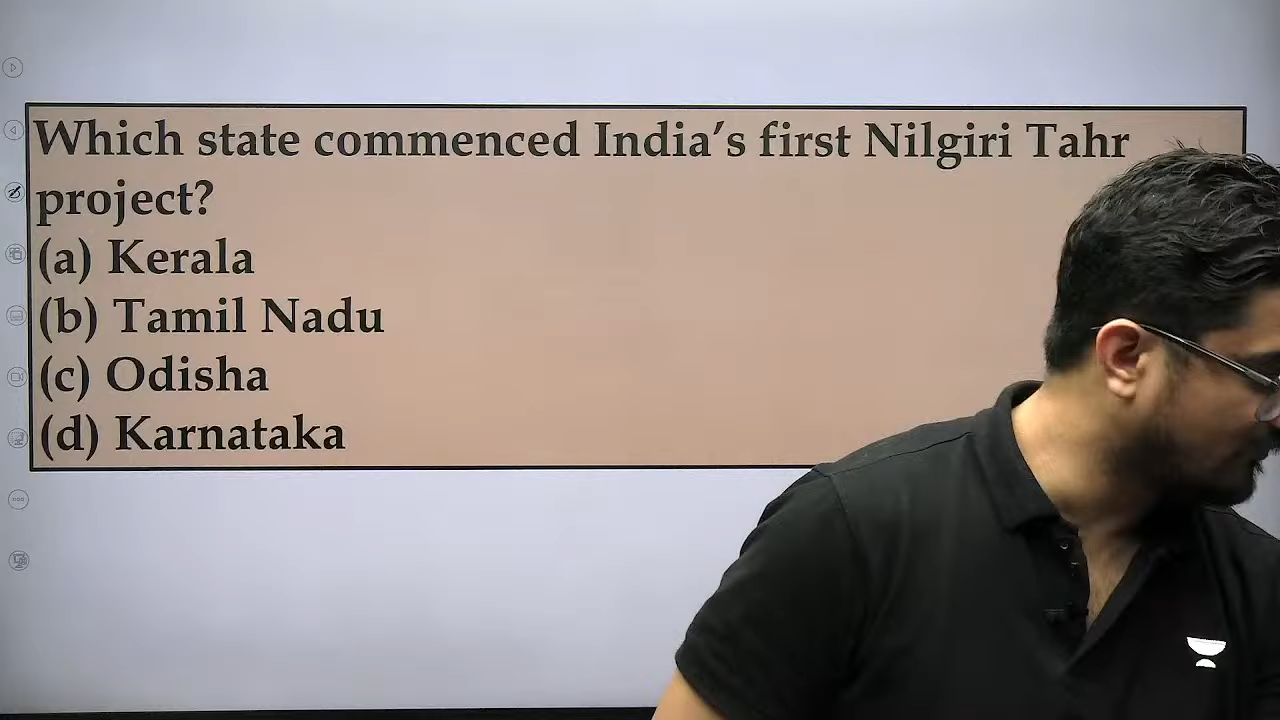 Which state commenced India’s first Nilgiri Tahr
project?
(a) Kerala
(b) Tamil Nadu
(c) Odisha
(d) Karnataka